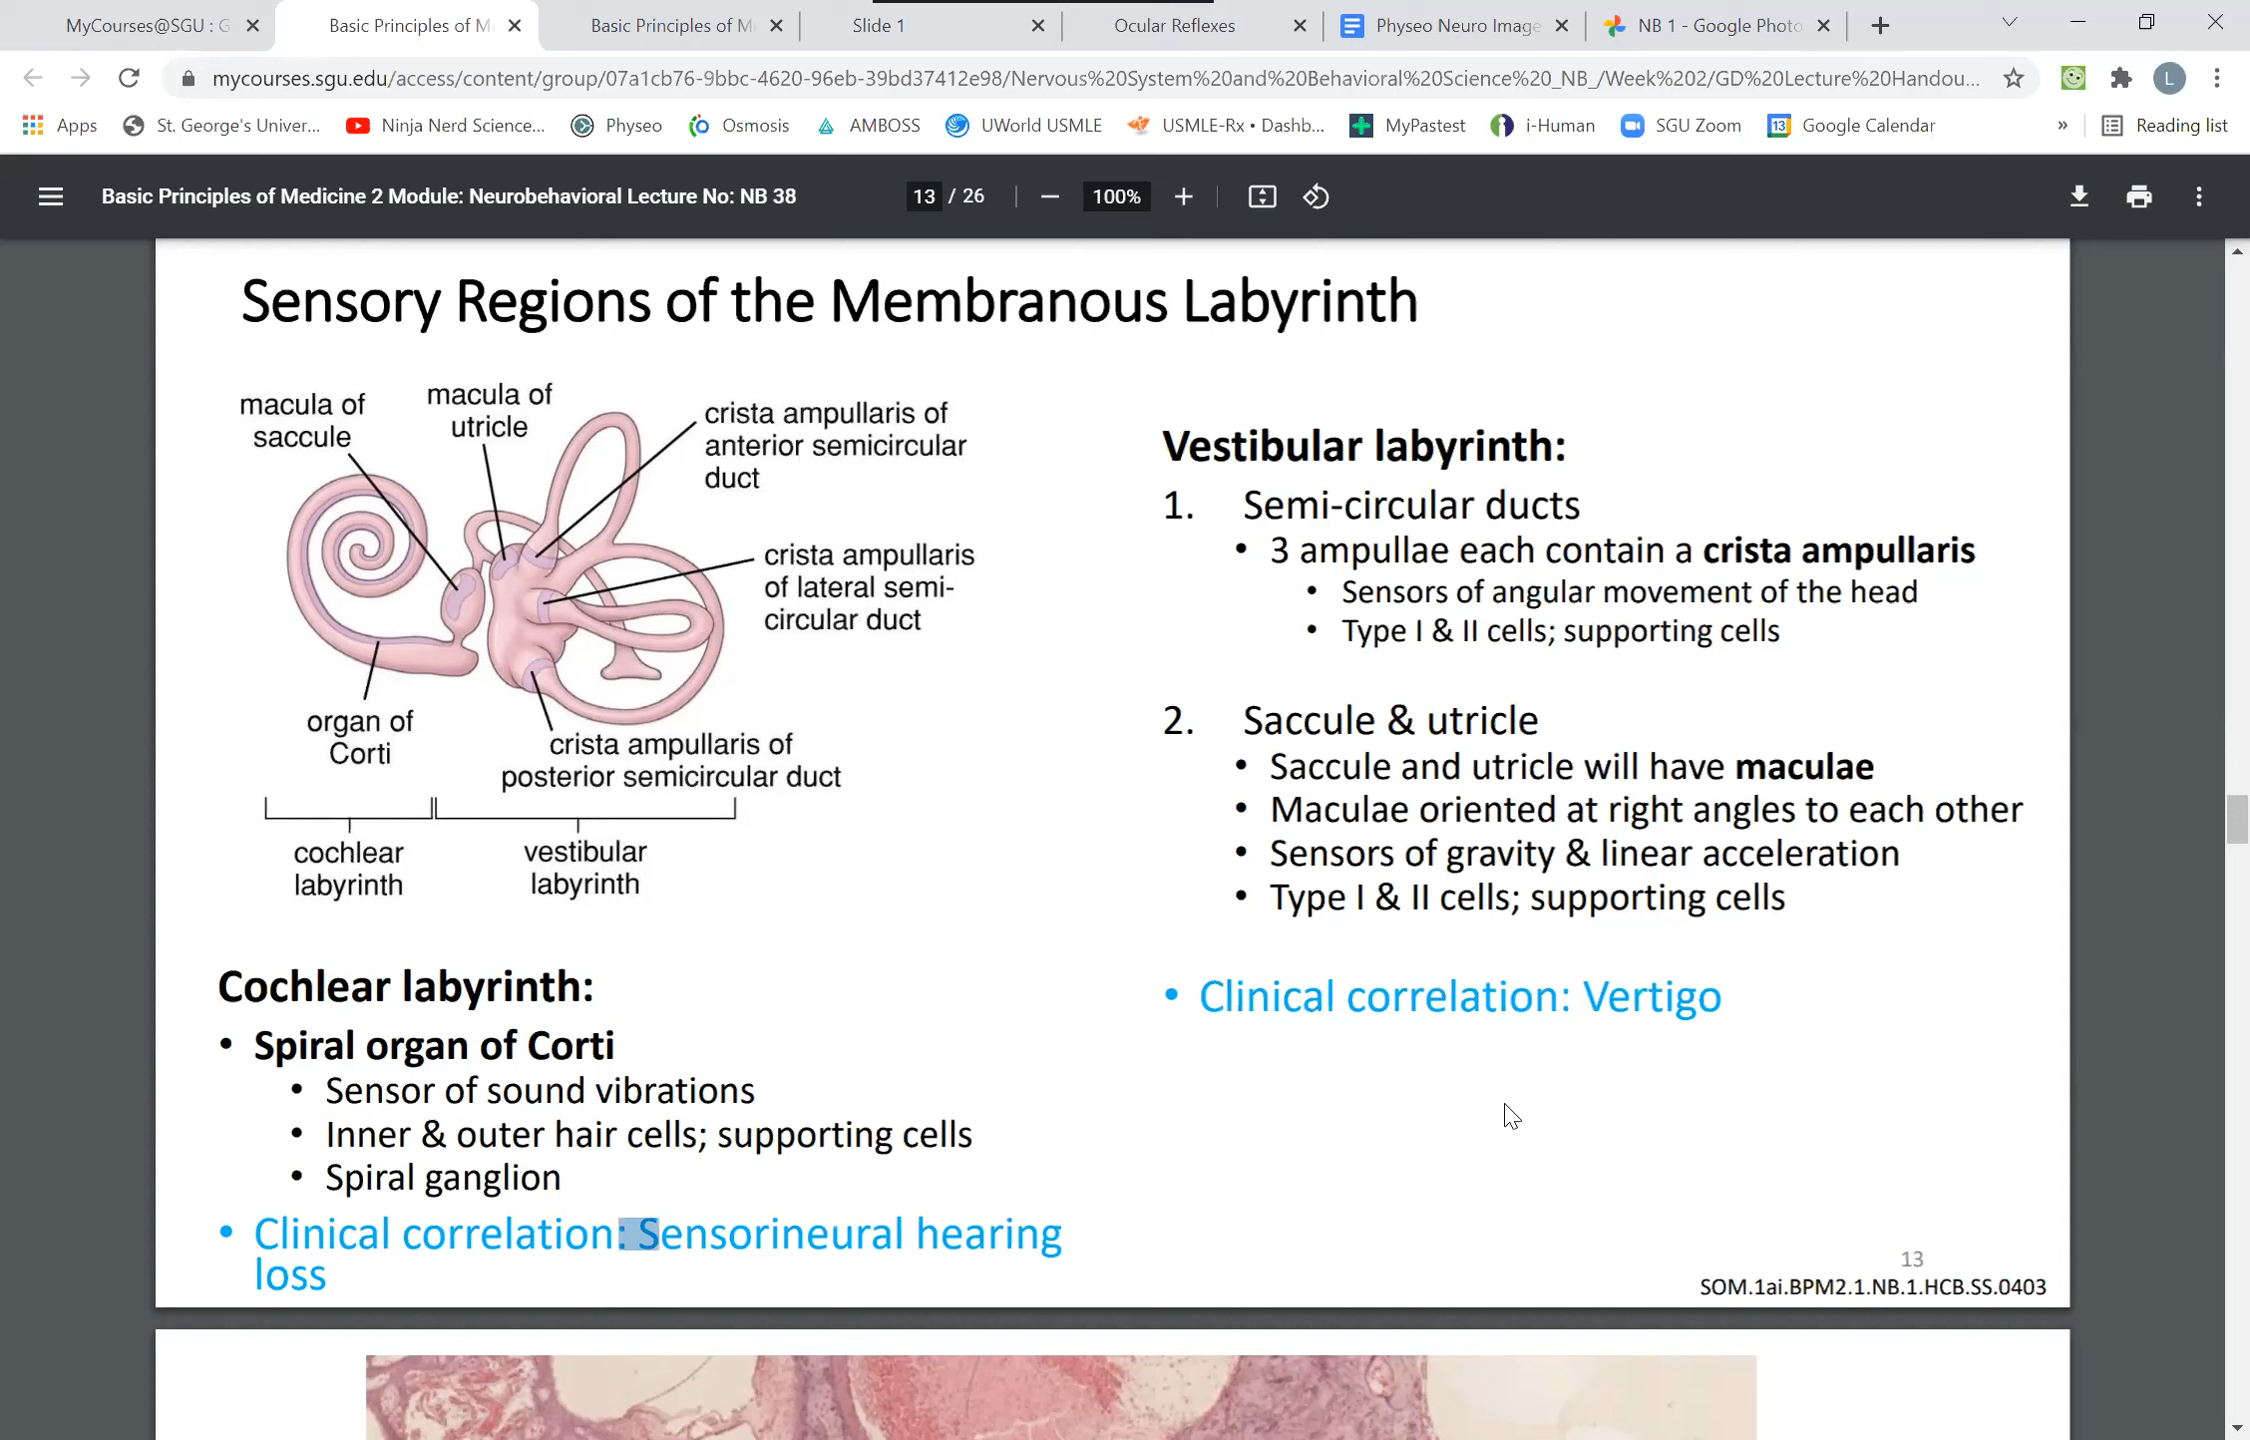 MyCourses@SGU : G
Basic Principles of M
Basic Principles of M
Slide 1
Ocular Reflexes
Physeo Neuro Image
NB 1 - Google Photo
mycourses.sgu.edu/access/content/group/07a1cb76-9bbc-4620-96eb-39bd37412e98/Nervous%20System%20and%20Behavioral%20Science%20_NB_/Week%202/GD%20Lecture%20Handou...
L
Apps
St. George's Univer...
Ninja Nerd Science...
Physeo
Osmosis
AMBOSS
UWorld USMLE
USMLE-Rx • Dashb...
MyPastest
i-Human
SGU Zoom
13
Google Calendar
»
Reading list
Basic Principles of Medicine 2 Module: Neurobehavioral Lecture No: NB 38
13 / 26
100%
Sensory Regions of the Membranous Labyrinth
macula of
saccule
macula of
utricle
crista ampullaris of
anterior semicircular
duct
crista ampullaris
of lateral semi-
circular duct
organ of
Corti
crista ampullaris of
posterior semicircular duct
cochlear
labyrinth
vestibular
labyrinth
Cochlear labyrinth:
• Spiral organ of Corti
• Sensor of sound vibrations
• Inner & outer hair cells; supporting cells
• Spiral ganglion
• Clinical correlation: Sensorineural hearing
loss
Vestibular labyrinth:
1. Semi-circular ducts
• 3 ampullae each contain a crista ampullaris
• Sensors of angular movement of the head
• Type I & II cells; supporting cells
2. Saccule & utricle
• Saccule and utricle will have maculae
• Maculae oriented at right angles to each other
• Sensors of gravity & linear acceleration
• Type I & II cells; supporting cells
• Clinical correlation: Vertigo
13
SOM.1ai.BPM2.1.NB.1.HCB.SS.0403